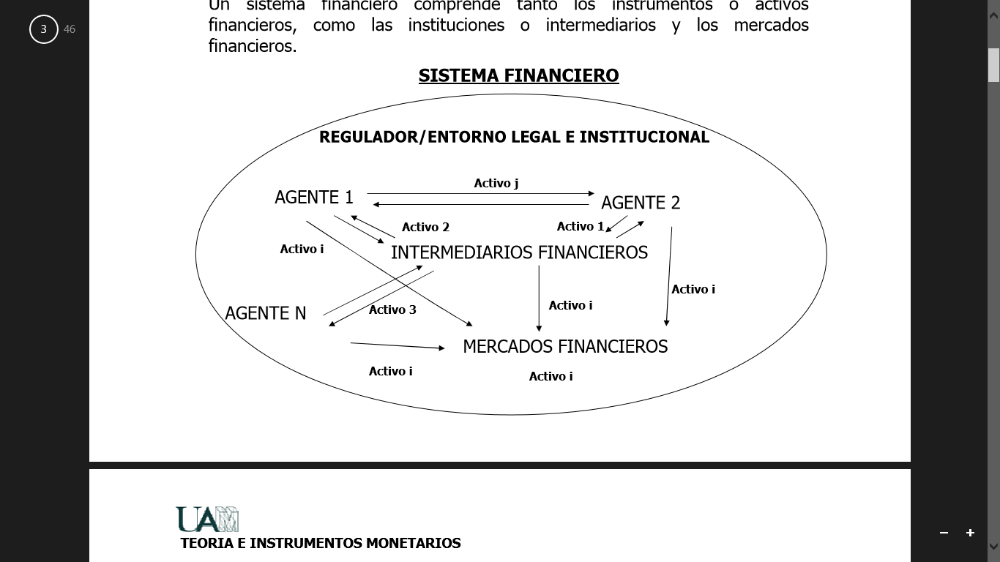 3 46
Un sistema financiero comprende tanto los instrumentos o activos
financieros, como las instituciones o intermediarios y los mercados
financieros.
SISTEMA FINANCIERO
REGULADOR/ENTORNO LEGAL E INSTITUCIONAL
Activo j
AGENTE 1
AGENTE 2
Activo 2
Activo 1
Activo i
INTERMEDIARIOS FINANCIEROS
Activo i
Activo i
AGENTE N
Activo 3
MERCADOS FINANCIEROS
Activo i
Activo i
UAM
TEORIA E INSTRUMENTOS MONETARIOS